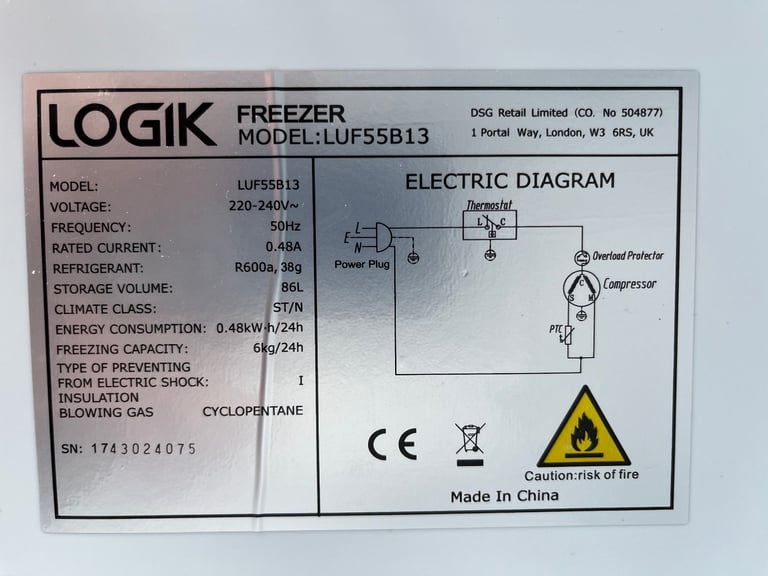 LOGIK
FREEZER
MODEL:LUF55B13
DSG Retail Limited (CO. No 504877)
1 Portal Way, London, W3 6RS, UK
MODEL: LUF55B13
VOLTAGE: 220-240V~
FREQUENCY: 50Hz
RATED CURRENT: 0.48A
REFRIGERANT: R600a, 38g
STORAGE VOLUME: 86L
CLIMATE CLASS: ST/N
ENERGY CONSUMPTION: 0.48kW·h/24h
FREEZING CAPACITY: 6kg/24h
TYPE OF PREVENTING
FROM ELECTRIC SHOCK: I
INSULATION
BLOWING GAS CYCLOPENTANE
SN: 1743024075
ELECTRIC DIAGRAM
Thermostat
L C
L
E
N
Power Plug
Overload Protector
C
S M
Compressor
PTC
CE
Caution:risk of fire
Made In China